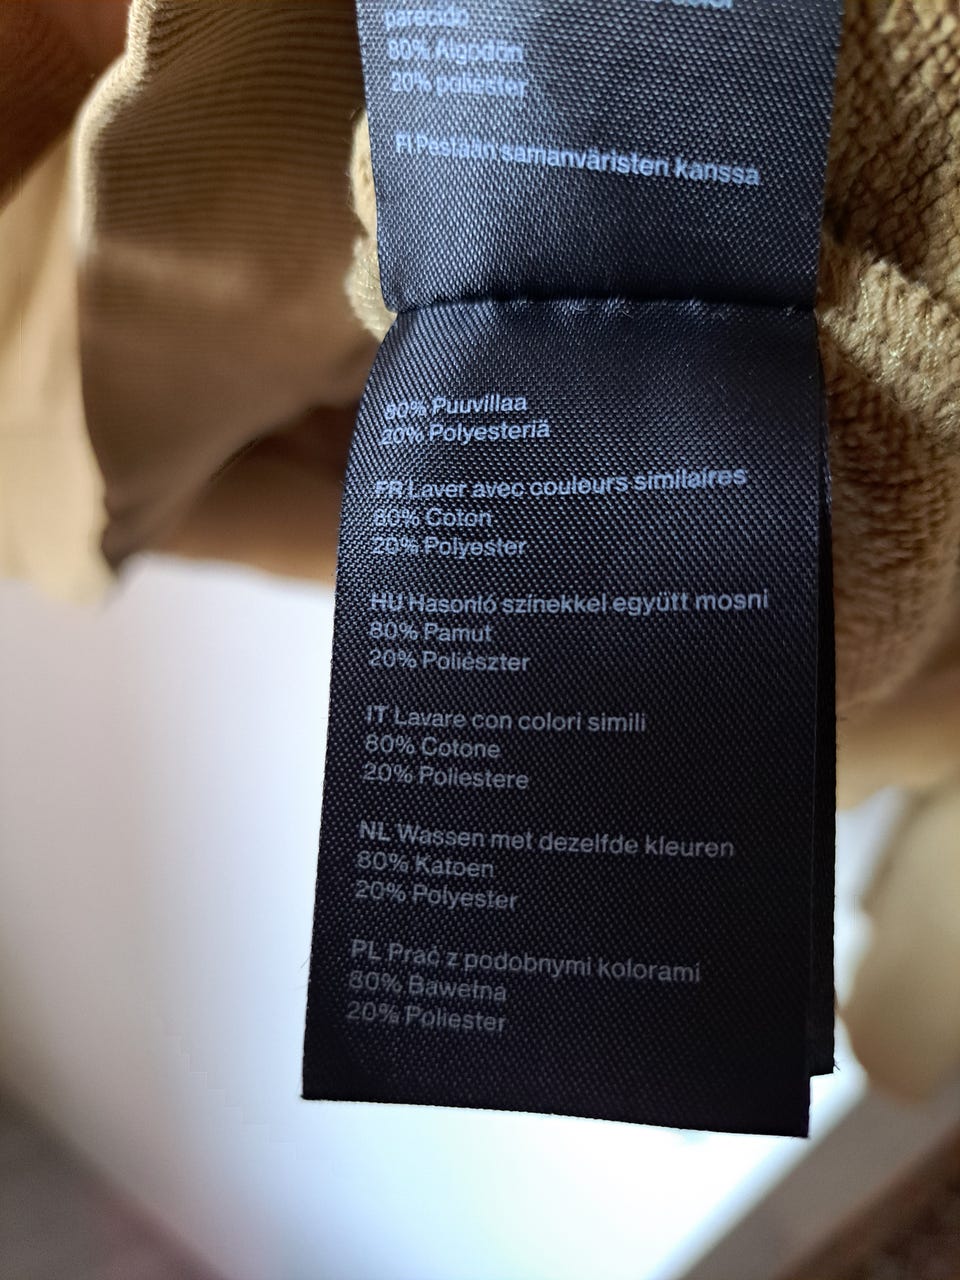 parecido
80% Algodón
20% poliester
FI Pestään samanväristen kanssa
80% Puuvillaa
20% Polyesteriä
FR Laver avec couleurs similaires
80% Coton
20% Polyester
HU Hasonló színekkel együtt mosni
80% Pamut
20% Poliészter
IT Lavare con colori simili
80% Cotone
20% Poliestere
NL Wassen met dezelfde kleuren
80% Katoen
20% Polyester
PL Prać z podobnymi kolorami
80% Bawełna
20% Poliester